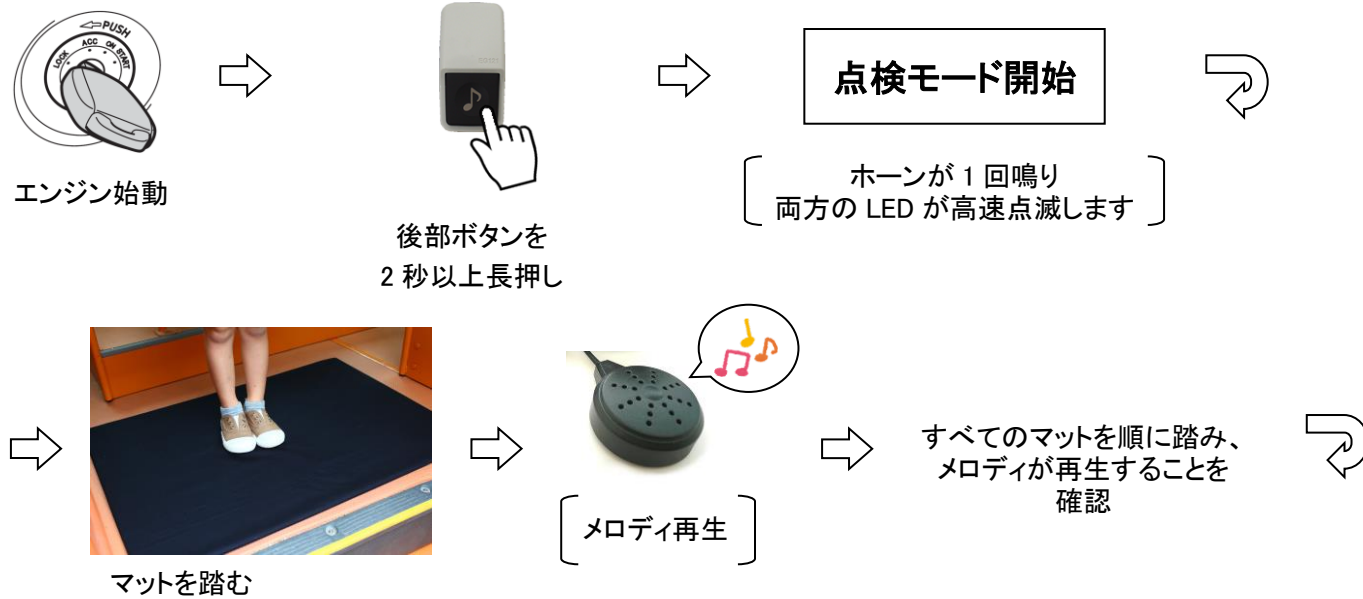 ⇦PUSH
LOCK ACC ON START
エンジン始動
後部ボタンを
2 秒以上長押し
点検モード開始
ホーンが 1 回鳴り
両方の LED が高速点滅します
マットを踏む
メロディ再生
すべてのマットを順に踏み、
メロディが再生することを
確認